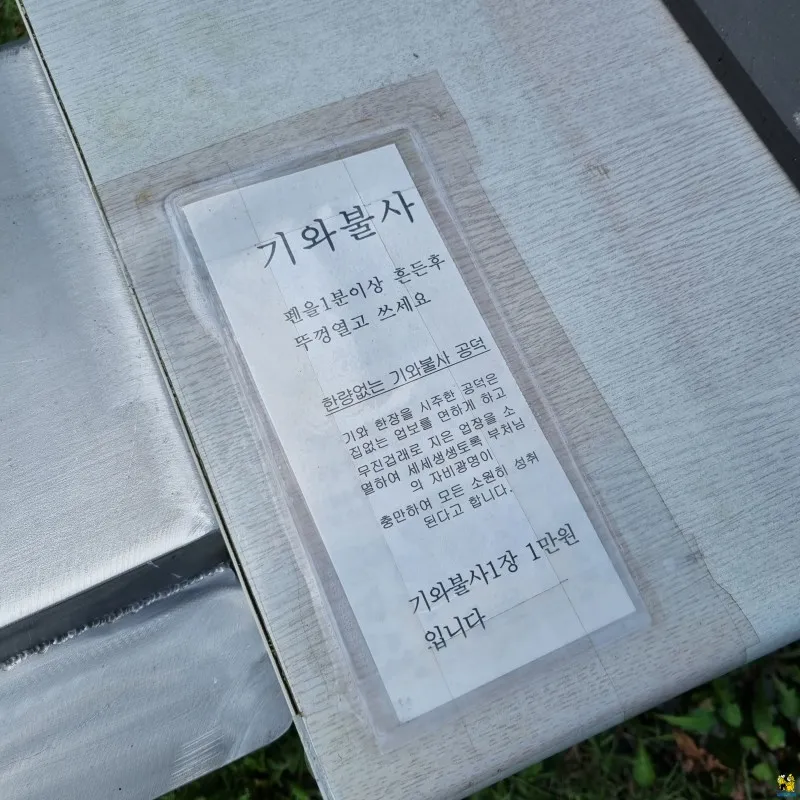 기와불사
펜을1분이상 흔든후
뚜껑열고 쓰세요
한량없는 기와불사 공덕
기와 한장을 시주한 공덕은
집없는 업보를 면하게 하고
무진겁래로 지은 업장을 소
멸하여 세세생생토록 부처님
의 자비광명이
충만하여 모든 소원히 성취
된다고 합니다.
기와불사1장 1만원
입니다